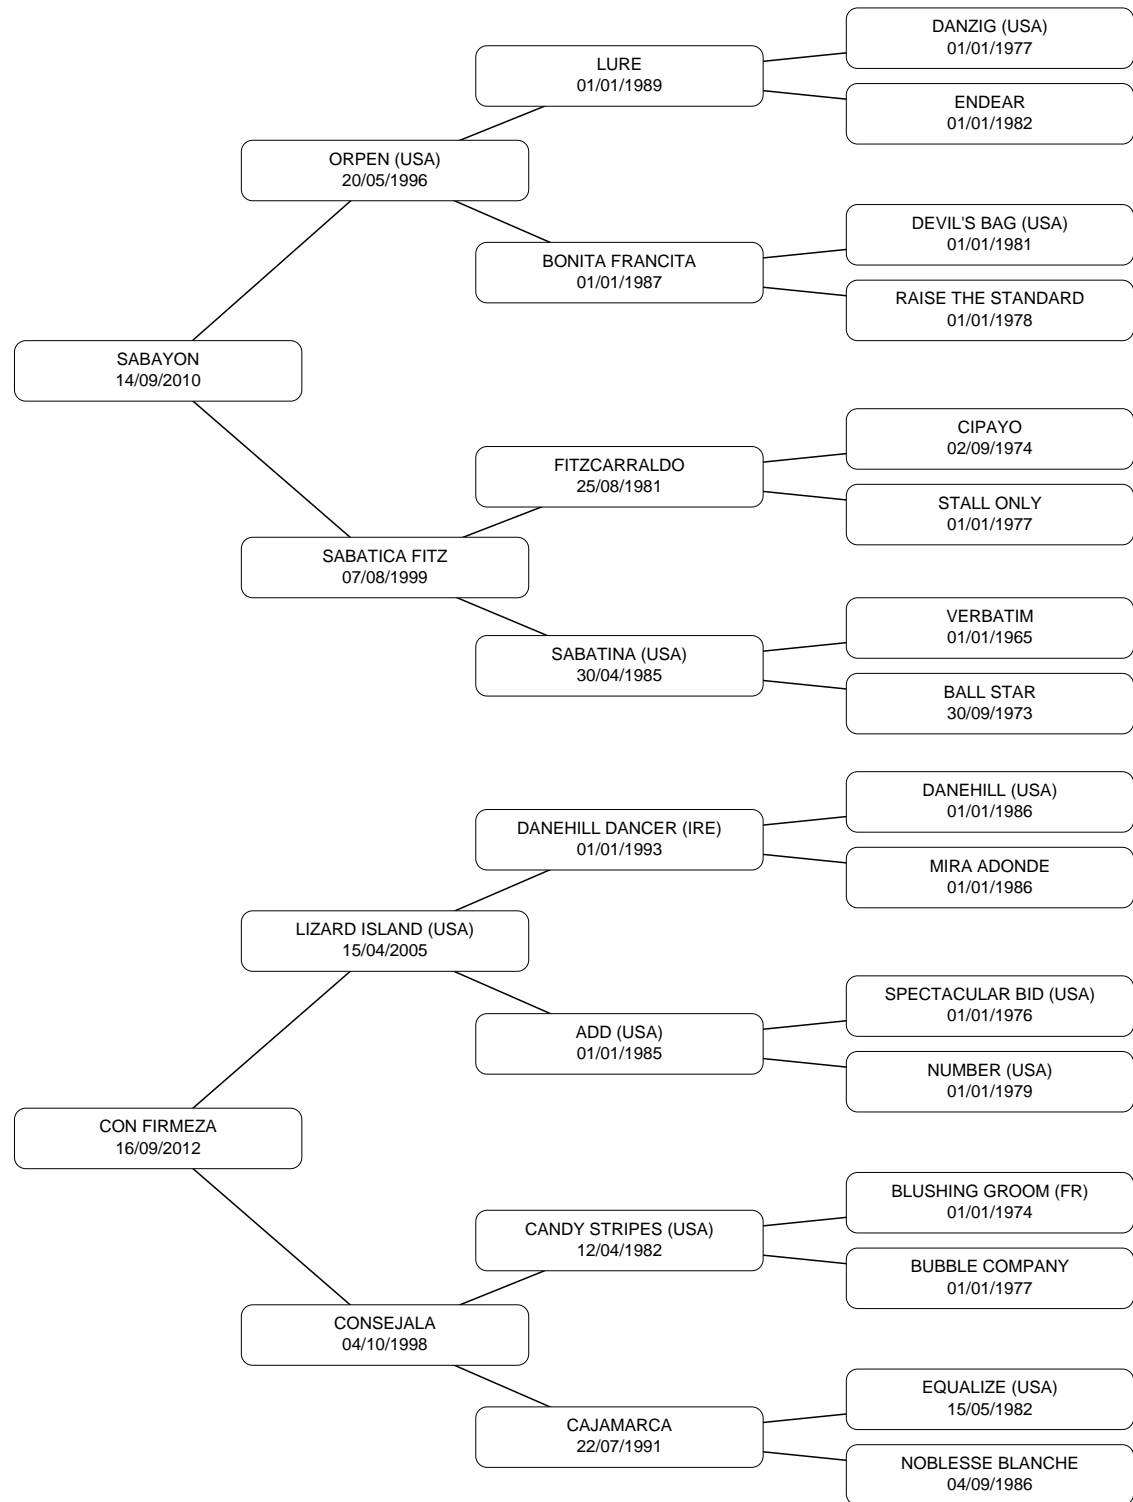 DANZIG (USA)
01/01/1977
LURE
01/01/1989
ENDEAR
01/01/1982
ORPEN (USA)
20/05/1996
DEVIL'S BAG (USA)
01/01/1981
BONITA FRANCITA
01/01/1987
RAISE THE STANDARD
01/01/1978
SABAYON
14/09/2010
CIPAYO
02/09/1974
FITZCARRALDO
25/08/1981
STALL ONLY
01/01/1977
SABATICA FITZ
07/08/1999
VERBATIM
01/01/1965
SABATINA (USA)
30/04/1985
BALL STAR
30/09/1973
DANEHILL (USA)
01/01/1986
DANEHILL DANCER (IRE)
01/01/1993
MIRA ADONDE
01/01/1986
LIZARD ISLAND (USA)
15/04/2005
SPECTACULAR BID (USA)
01/01/1976
ADD (USA)
01/01/1985
NUMBER (USA)
01/01/1979
CON FIRMEZA
16/09/2012
BLUSHING GROOM (FR)
01/01/1974
CANDY STRIPES (USA)
12/04/1982
BUBBLE COMPANY
01/01/1977
CONSEJALA
04/10/1998
EQUALIZE (USA)
15/05/1982
CAJAMARCA
22/07/1991
NOBLESSE BLANCHE
04/09/1986